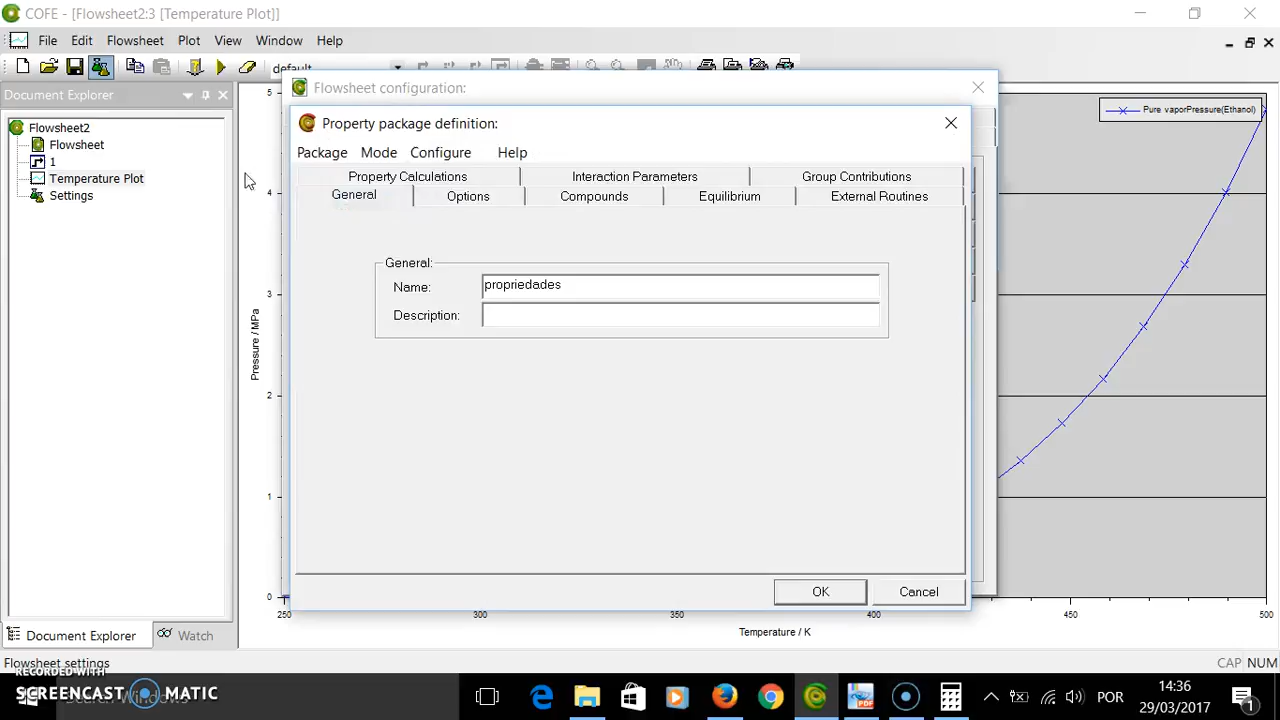 COFE - [Flowsheet2:3 [Temperature Plot]]
File Edit Flowsheet Plot View Window Help
default
Document Explorer
Flowsheet2
Flowsheet
1
Temperature Plot
Settings
Document Explorer Watch
Flowsheet configuration:
Property package definition:
Package Mode Configure Help
Property Calculations Interaction Parameters Group Contributions
General Options Compounds Equilibrium External Routines
General:
Name: propriedades
Description:
OK Cancel
Pure vaporPressure(Ethanol)
5
4
3
2
1
0
Pressure / MPa
250 300 350 400 450 500
Temperature / K
Flowsheet settings
CAP NUM
RECORDED WITH
SCREENCAST MATIC
POR
14:36
29/03/2017
1